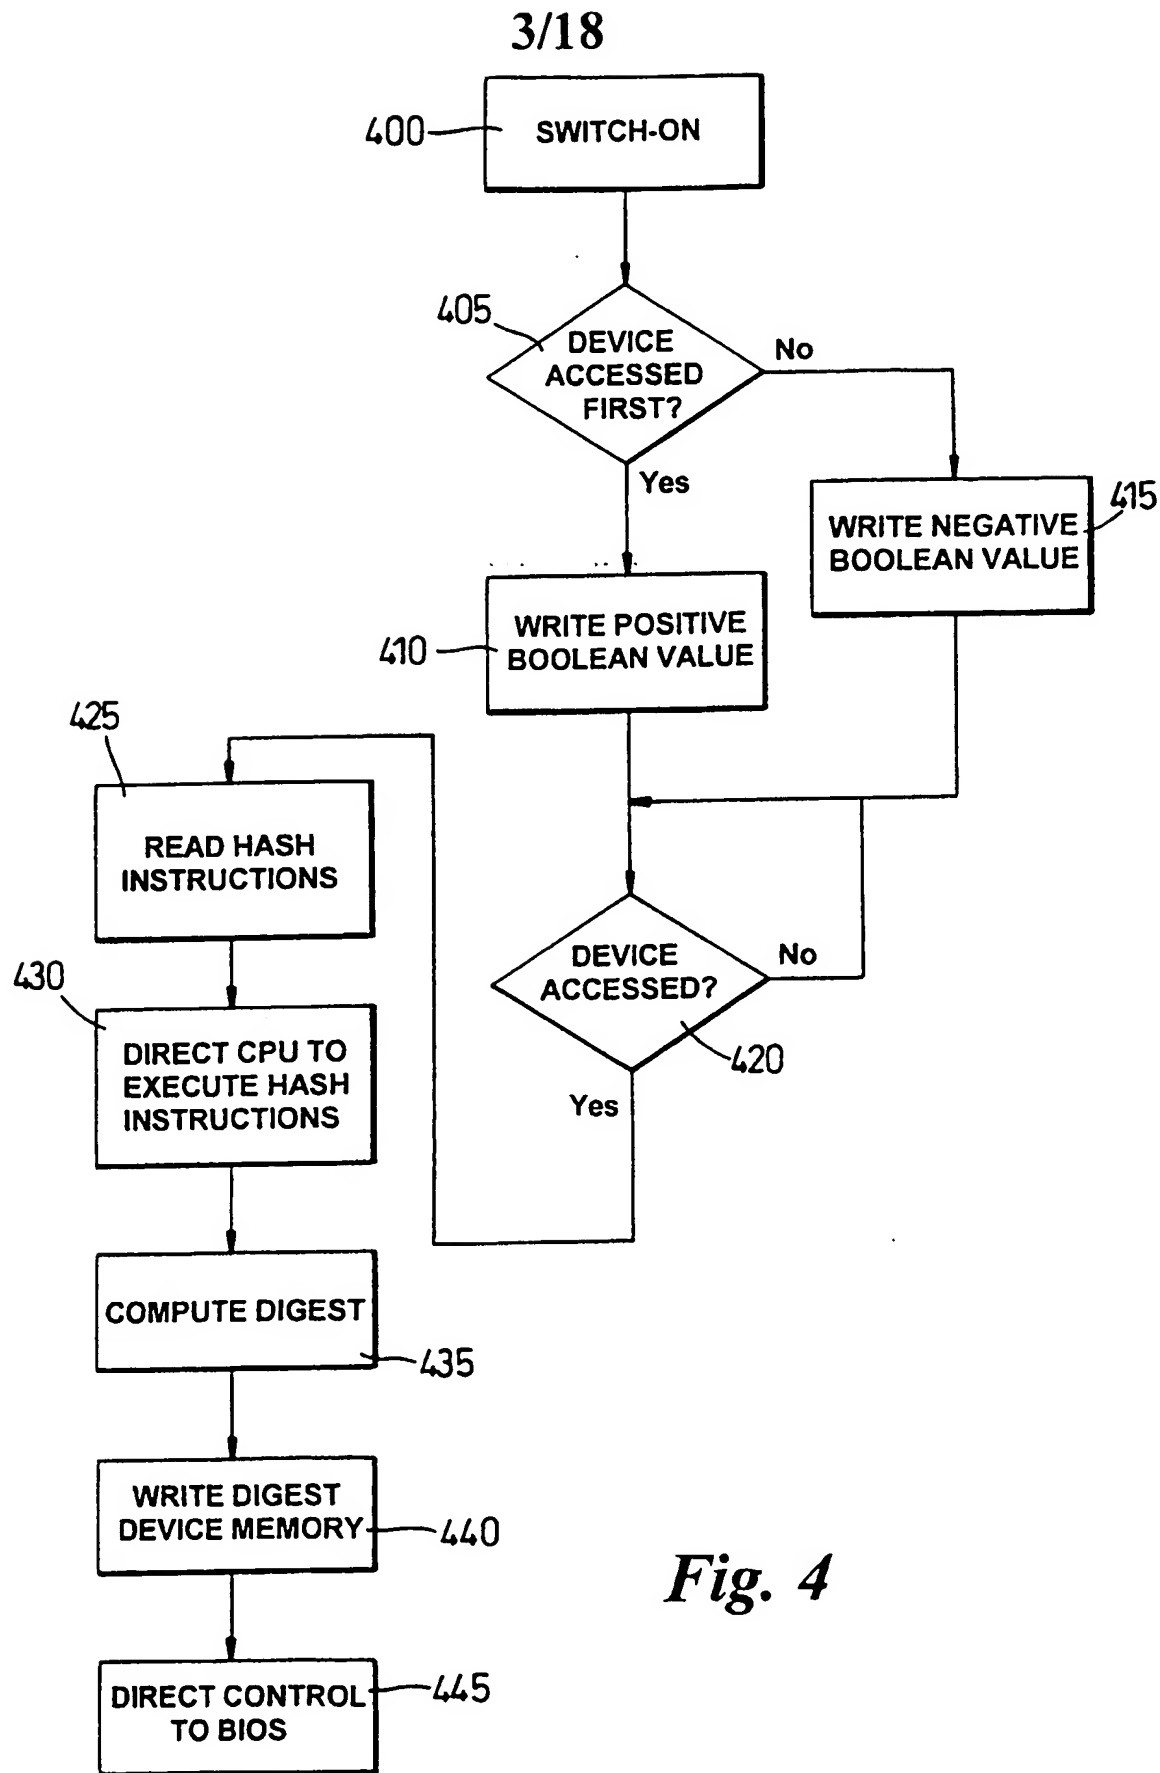 3/18
400
SWITCH-ON
405
DEVICE
ACCESSED
FIRST?
No
Yes
415
WRITE NEGATIVE
BOOLEAN VALUE
410
WRITE POSITIVE
BOOLEAN VALUE
DEVICE
ACCESSED?
No
420
Yes
425
READ HASH
INSTRUCTIONS
430
DIRECT CPU TO
EXECUTE HASH
INSTRUCTIONS
COMPUTE DIGEST
435
WRITE DIGEST
DEVICE MEMORY
440
DIRECT CONTROL
TO BIOS
445
Fig. 4